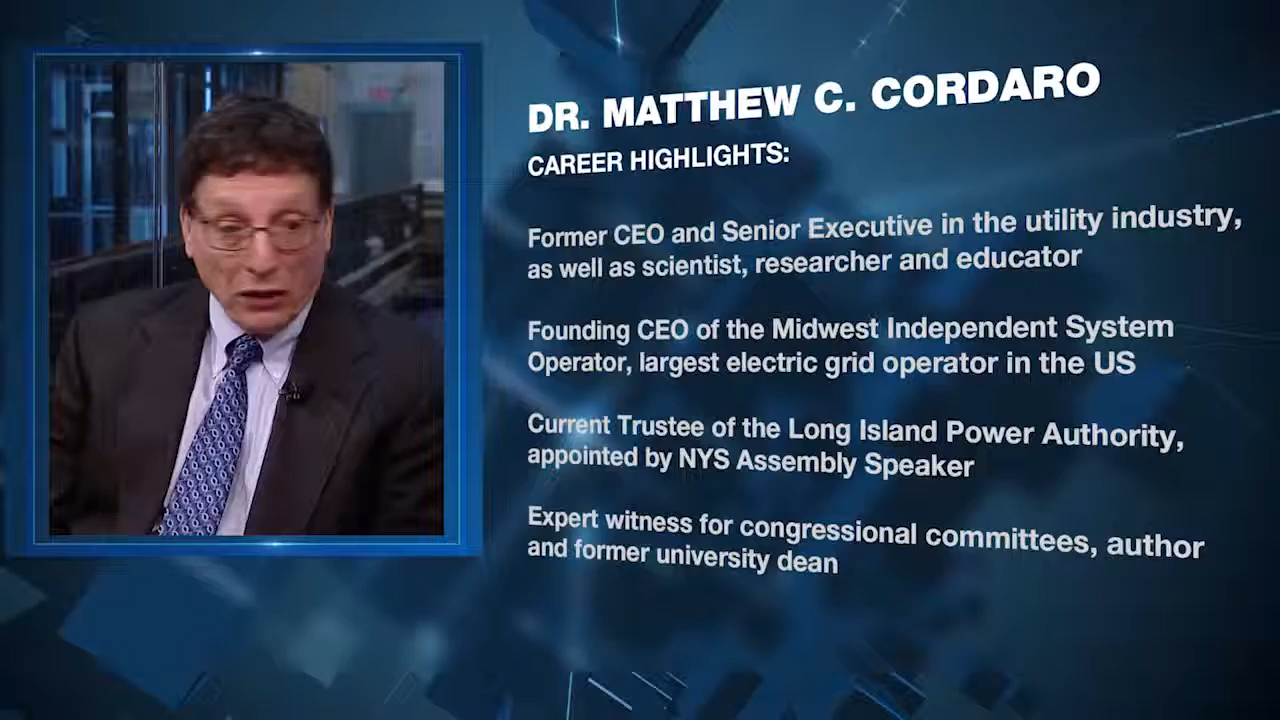 DR. MATTHEW C. CORDARO
CAREER HIGHLIGHTS:
Former CEO and Senior Executive in the utility industry,
as well as scientist, researcher and educator
Founding CEO of the Midwest Independent System
Operator, largest electric grid operator in the US
Current Trustee of the Long Island Power Authority,
appointed by NYS Assembly Speaker
Expert witness for congressional committees, author
and former university dean